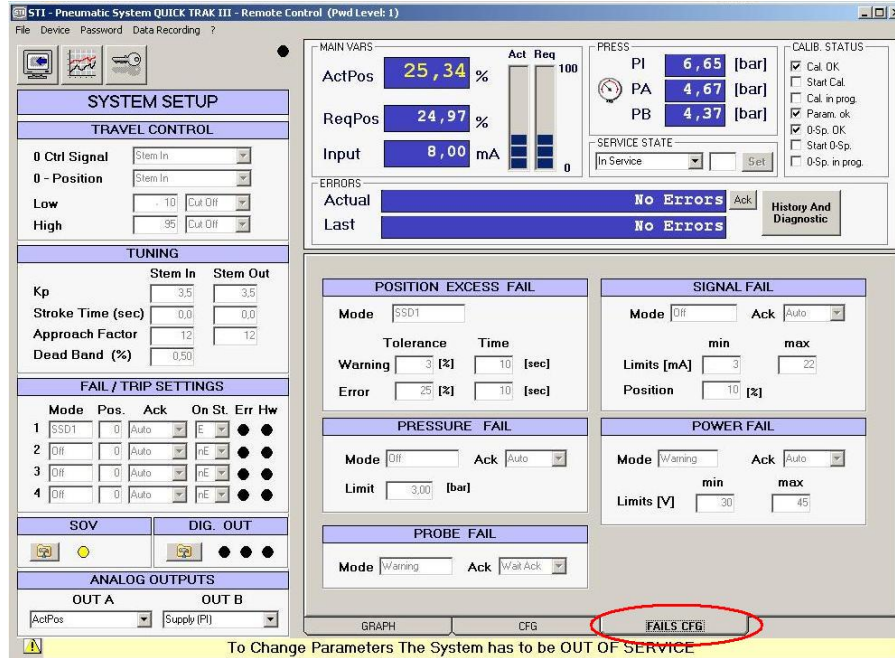 STI - Pneumatic System QUICK TRAK III - Remote Control (Pwd Level: 1)
File Device Password Data Recording ?
SYSTEM SETUP
TRAVEL CONTROL
0 Ctrl Signal Stem In
0 - Position Stem In
Low 10 Cut Off
High 95 Cut Off
TUNING
Stem In Stem Out
Kp 3,5 3,5
Stroke Time (sec) 0,0 0,0
Approach Factor 12 12
Dead Band (%) 0,50
FAIL / TRIP SETTINGS
Mode Pos. Ack On St. Err Hw
1 SSD1 0 Auto E
2 Off 0 Auto nE
3 Off 0 Auto nE
4 Off 0 Auto nE
SOV DIG. OUT
ANALOG OUTPUTS
OUT A OUT B
ActPos Supply (PI)
MAIN VARS
Act Req
ActPos 25,34 %
100
ReqPos 24,97 %
Input 8,00 mA
0
PRESS
PI 6,65 [bar]
PA 4,67 [bar]
PB 4,37 [bar]
SERVICE STATE
In Service Set
CALIB. STATUS
Cal. OK
Start Cal.
Cal. in prog.
Param. ok
0-Sp. OK
Start 0-Sp.
0-Sp. in prog.
ERRORS
Actual No Errors Ack
Last No Errors
History And
Diagnostic
POSITION EXCESS FAIL
Mode SSD1
Tolerance Time
Warning 3 [%] 10 [sec]
Error 25 [%] 10 [sec]
SIGNAL FAIL
Mode Off Ack Auto
min max
Limits [mA] 3 22
Position 10 [%]
PRESSURE FAIL
Mode Off Ack Auto
Limit 3,00 [bar]
POWER FAIL
Mode Warning Ack Auto
min max
Limits [V] 30 45
PROBE FAIL
Mode Warning Ack Wait Ack
GRAPH CFG FAILS CFG
To Change Parameters The System has to be OUT OF SERVICE